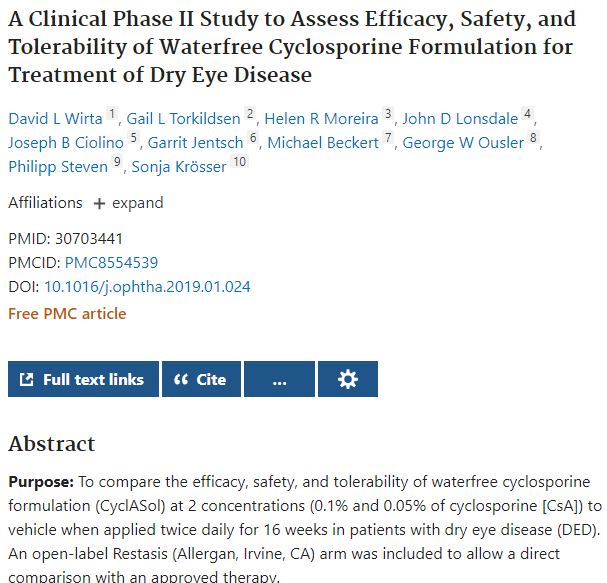 A Clinical Phase II Study to Assess Efficacy, Safety, and
Tolerability of Waterfree Cyclosporine Formulation for
Treatment of Dry Eye Disease
David L Wirta 1, Gail L Torkildsen 2, Helen R Moreira 3, John D Lonsdale 4,
Joseph B Ciolino 5, Garrit Jentsch 6, Michael Beckert 7, George W Ousler 8,
Philipp Steven 9, Sonja Krösser 10
Affiliations + expand
PMID: 30703441
PMCID: PMC8554539
DOI: 10.1016/j.ophtha.2019.01.024
Free PMC article
Full text links
Cite
...
Abstract
Purpose: To compare the efficacy, safety, and tolerability of waterfree cyclosporine
formulation (CyclASol) at 2 concentrations (0.1% and 0.05% of cyclosporine [CsA]) to
vehicle when applied twice daily for 16 weeks in patients with dry eye disease (DED).
An open-label Restasis (Allergan, Irvine, CA) arm was included to allow a direct
comparison with an approved therapy.